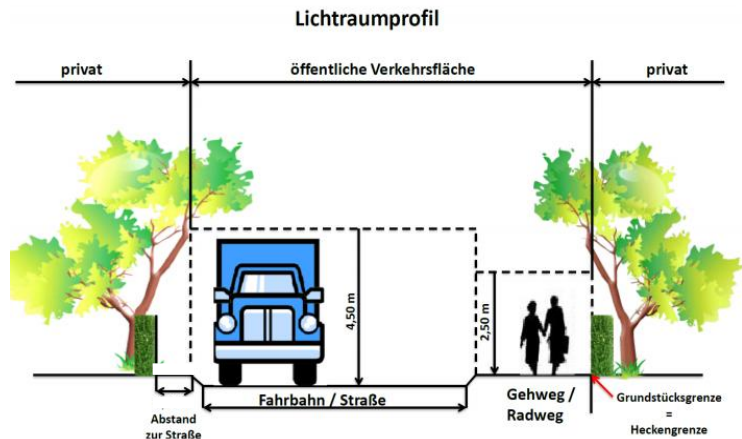 Lichtraumprofil
privat
öffentliche Verkehrsfläche
privat
4,50 m
2,50 m
Fahrbahn / Straße
Abstand
zur Straße
Gehweg /
Radweg
Grundstücksgrenze
=
Heckengrenze